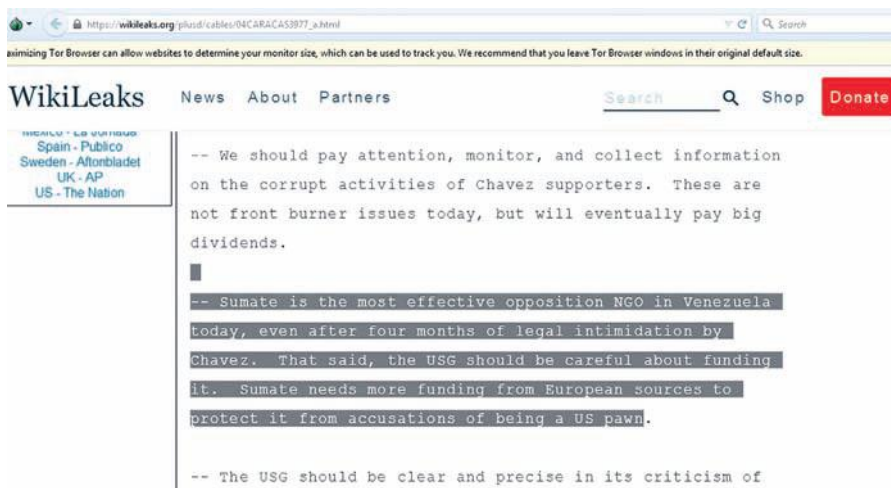 https://wikileaks.org/plusd/cables/04CARACAS3977_a.html
Search
aximizing Tor Browser can allow websites to determine your monitor size, which can be used to track you. We recommend that you leave Tor Browser windows in their original default size.
WikiLeaks News About Partners Search Shop Donate
Mexico - La Jornada
Spain - Publico
Sweden - Aftonbladet
UK - AP
US - The Nation
-- We should pay attention, monitor, and collect information
on the corrupt activities of Chavez supporters. These are
not front burner issues today, but will eventually pay big
dividends.
-- Sumate is the most effective opposition NGO in Venezuela
today, even after four months of legal intimidation by
Chavez. That said, the USG should be careful about funding
it. Sumate needs more funding from European sources to
protect it from accusations of being a US pawn.
-- The USG should be clear and precise in its criticism of